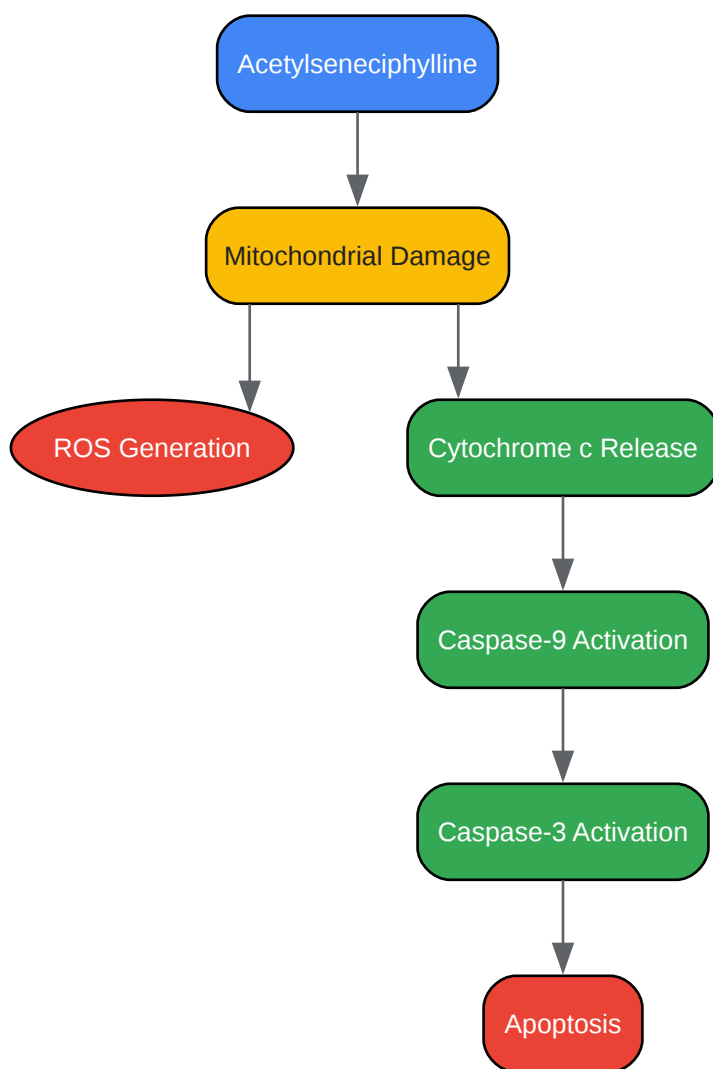 Acetylseneciphylline
Mitochondrial Damage
ROS Generation
Cytochrome c Release
Caspase-9 Activation
Caspase-3 Activation
Apoptosis